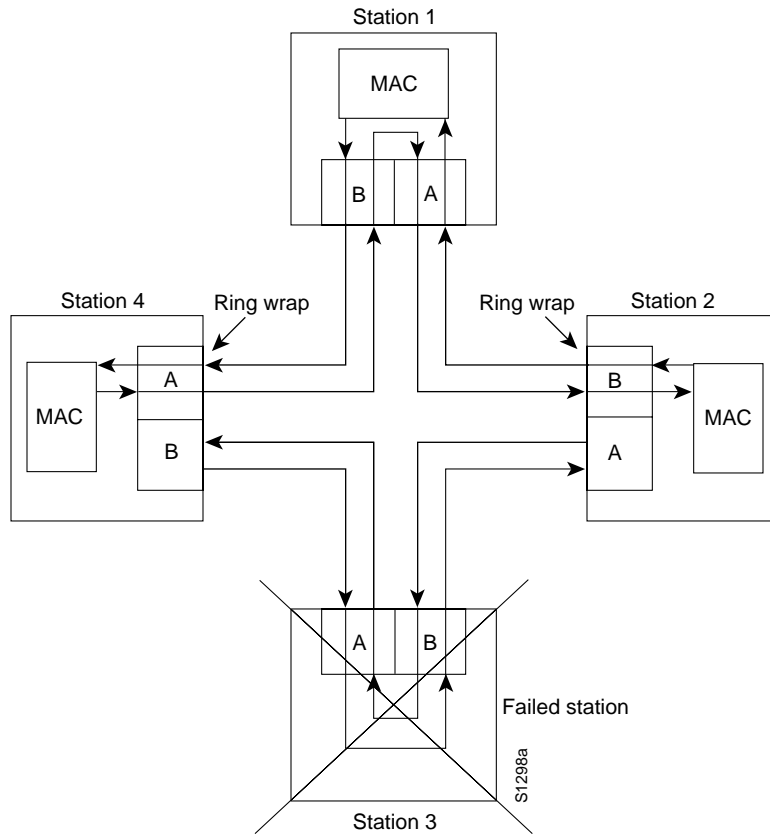 Station 1
MAC
B
A
Station 4
Ring wrap
Ring wrap
Station 2
A
MAC
B
B
MAC
A
A
B
Failed station
S1298a
Station 3